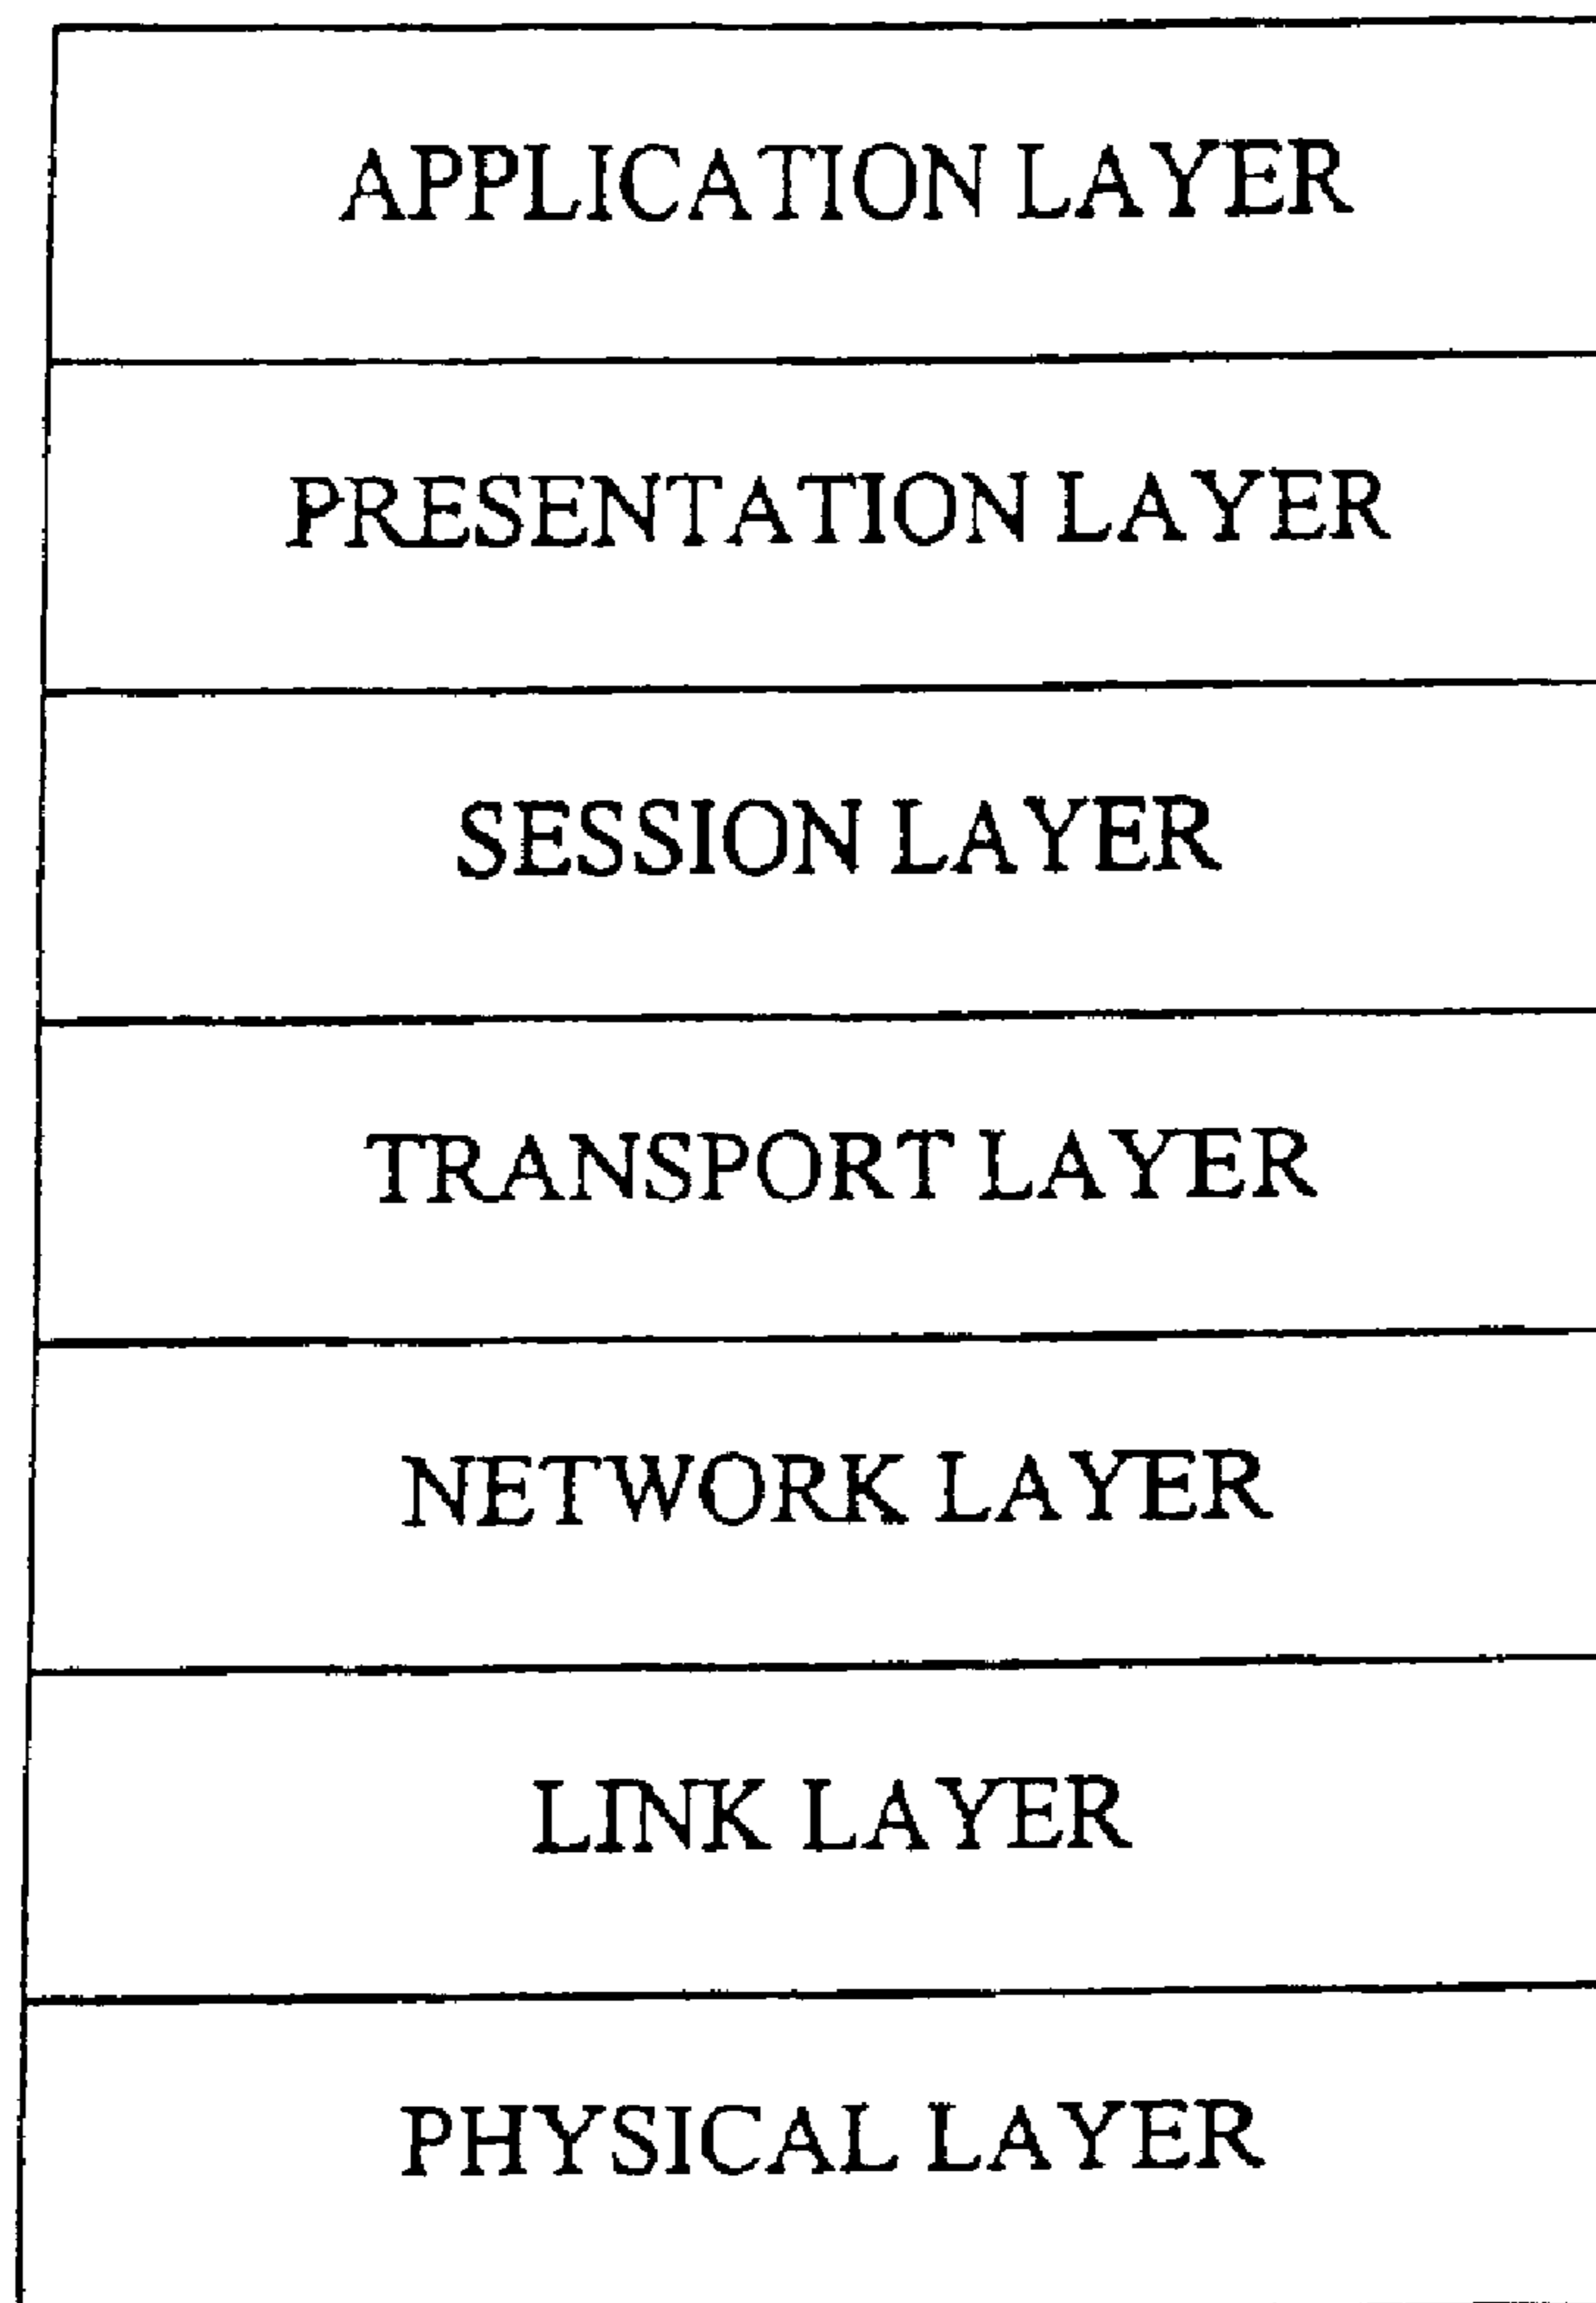 APPLICATION LAYER
PRESENTATION LAYER
SESSION LAYER
TRANSPORT LAYER
NETWORK LAYER
LINK LAYER
PHYSICAL LAYER